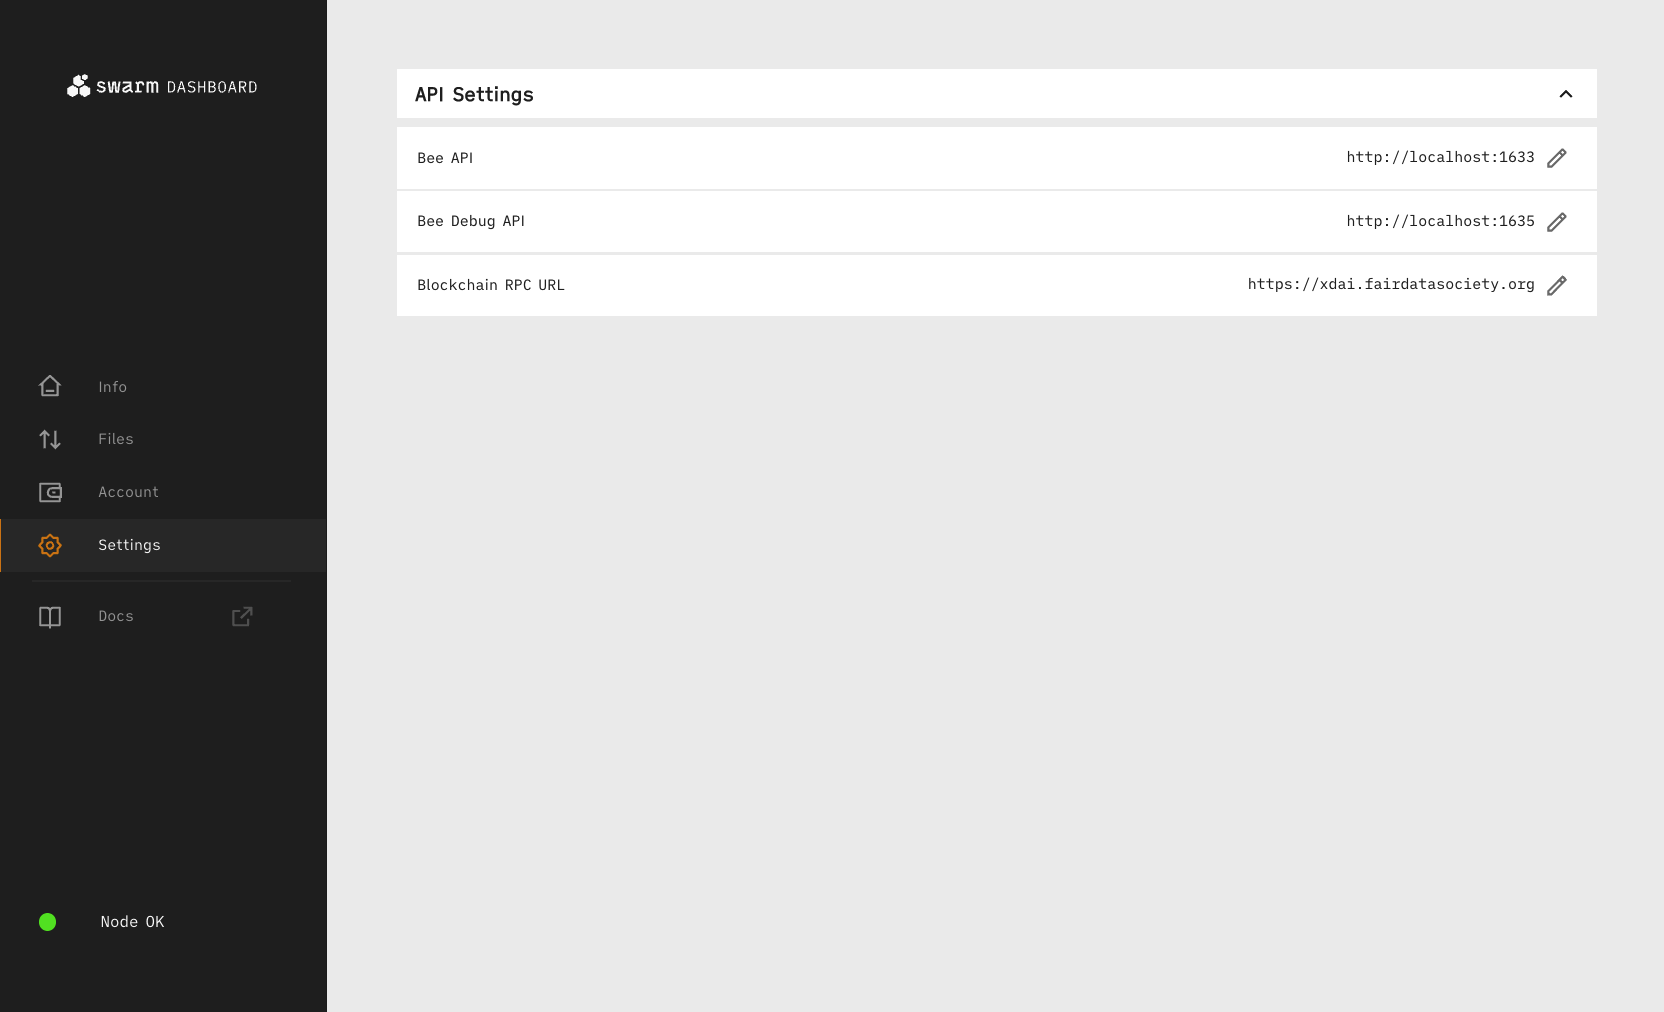 swarm DASHBOARD
Info
Files
Account
Settings
Docs
Node OK
API Settings
Bee API http://localhost:1633
Bee Debug API http://localhost:1635
Blockchain RPC URL https://xdai.fairdatasociety.org